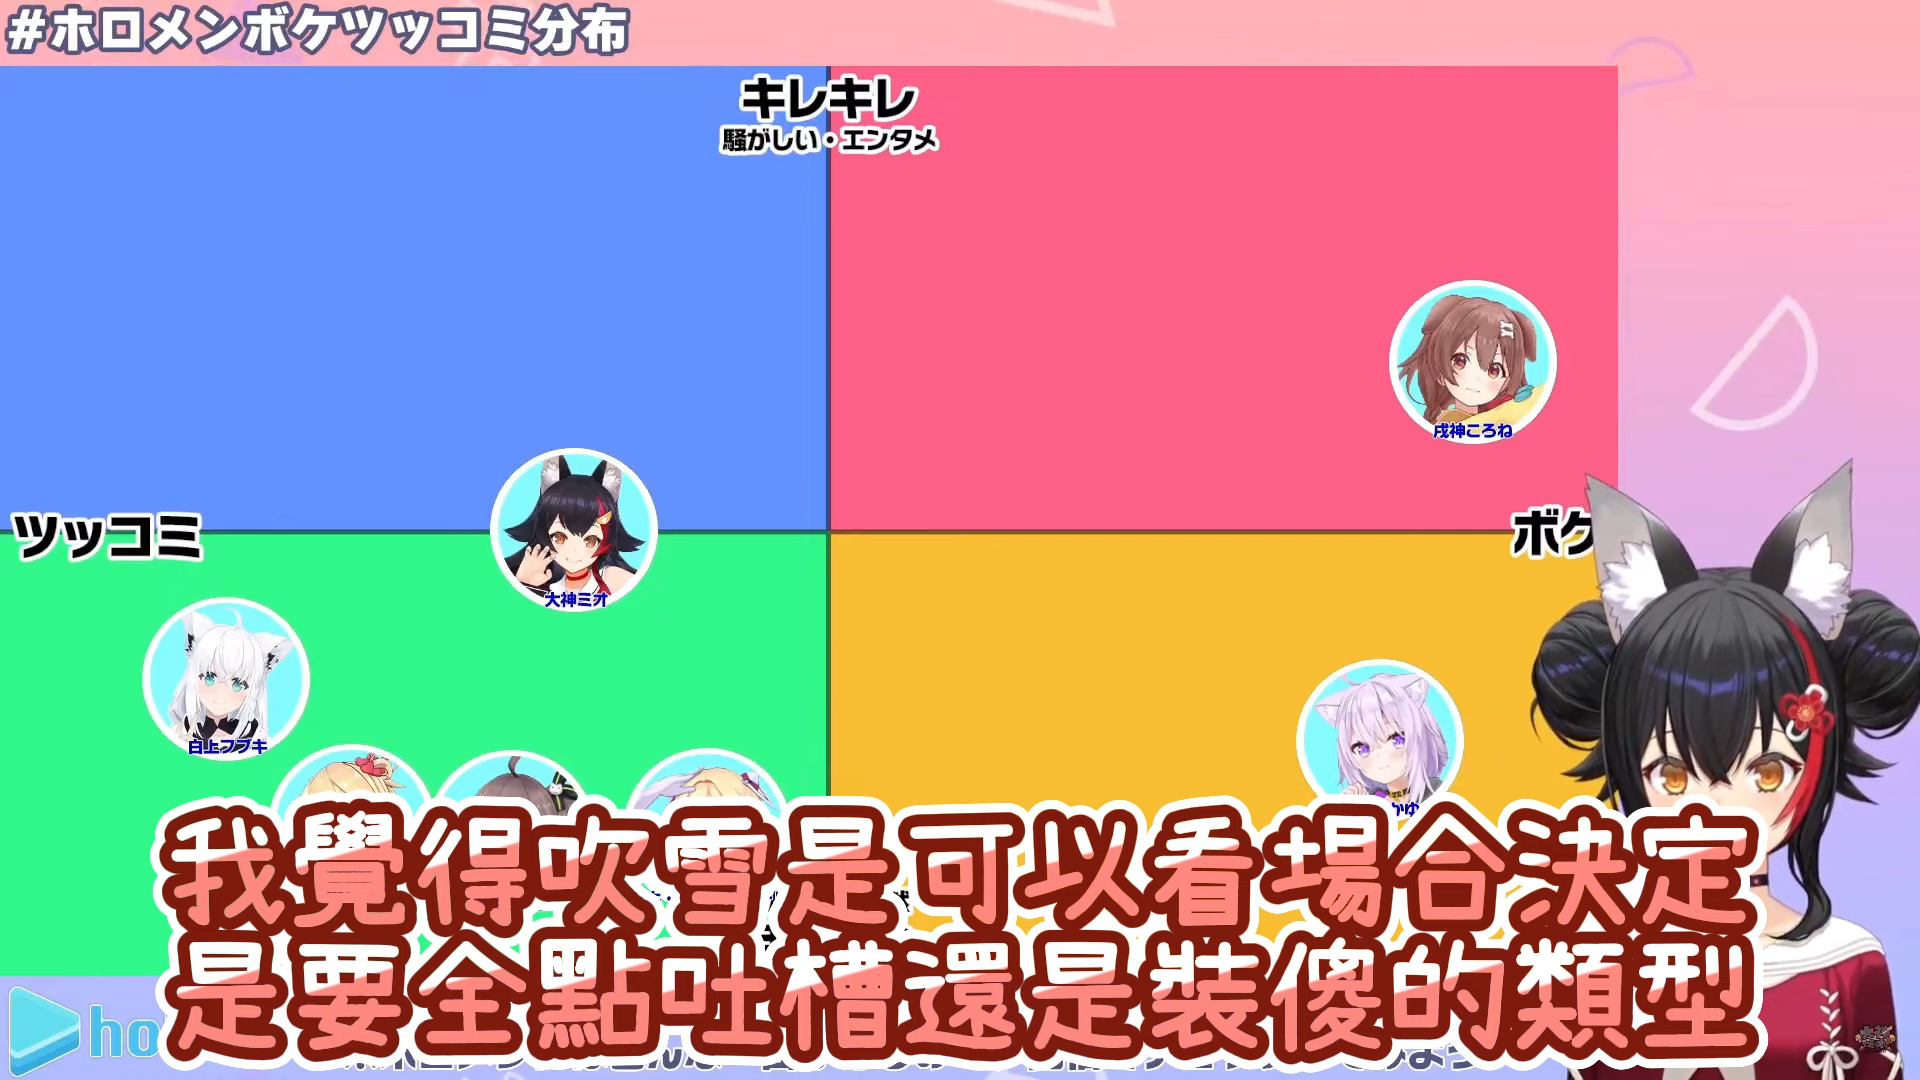 #ホロメンボケツッコミ分布
キレキレ
騒がしい・エンタメ
戌神ころね
ツッコミ
ボケ
大神ミオ
白上フブキ
かゆ
我覺得吹雪是可以看場合決定
是要全點吐槽還是裝傻的類型
ho